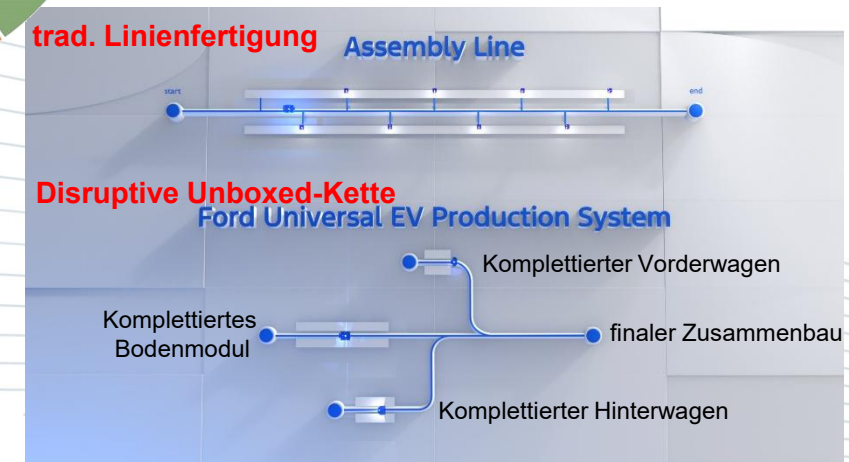 trad. Linienfertigung
Assembly Line
start
end
Disruptive Unboxed-Kette
Ford Universal EV Production System
Komplettierter Vorderwagen
Komplettiertes
Bodenmodul
finaler Zusammenbau
Komplettierter Hinterwagen